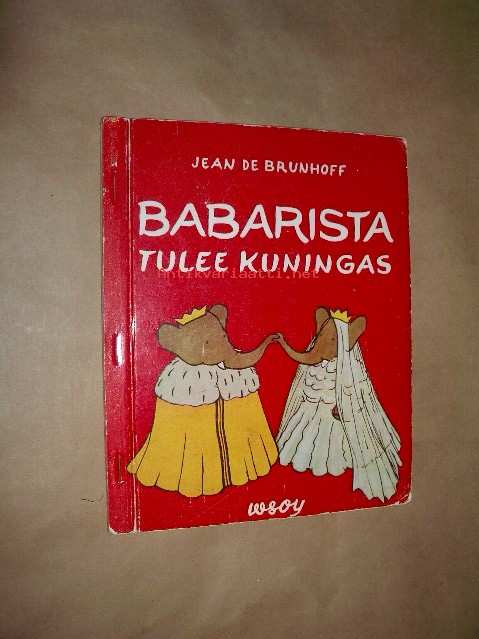 JEAN DE BRUNHOFF
BABARISTA
TULEE KUNINGAS
antikvariaatti.net
wsoy